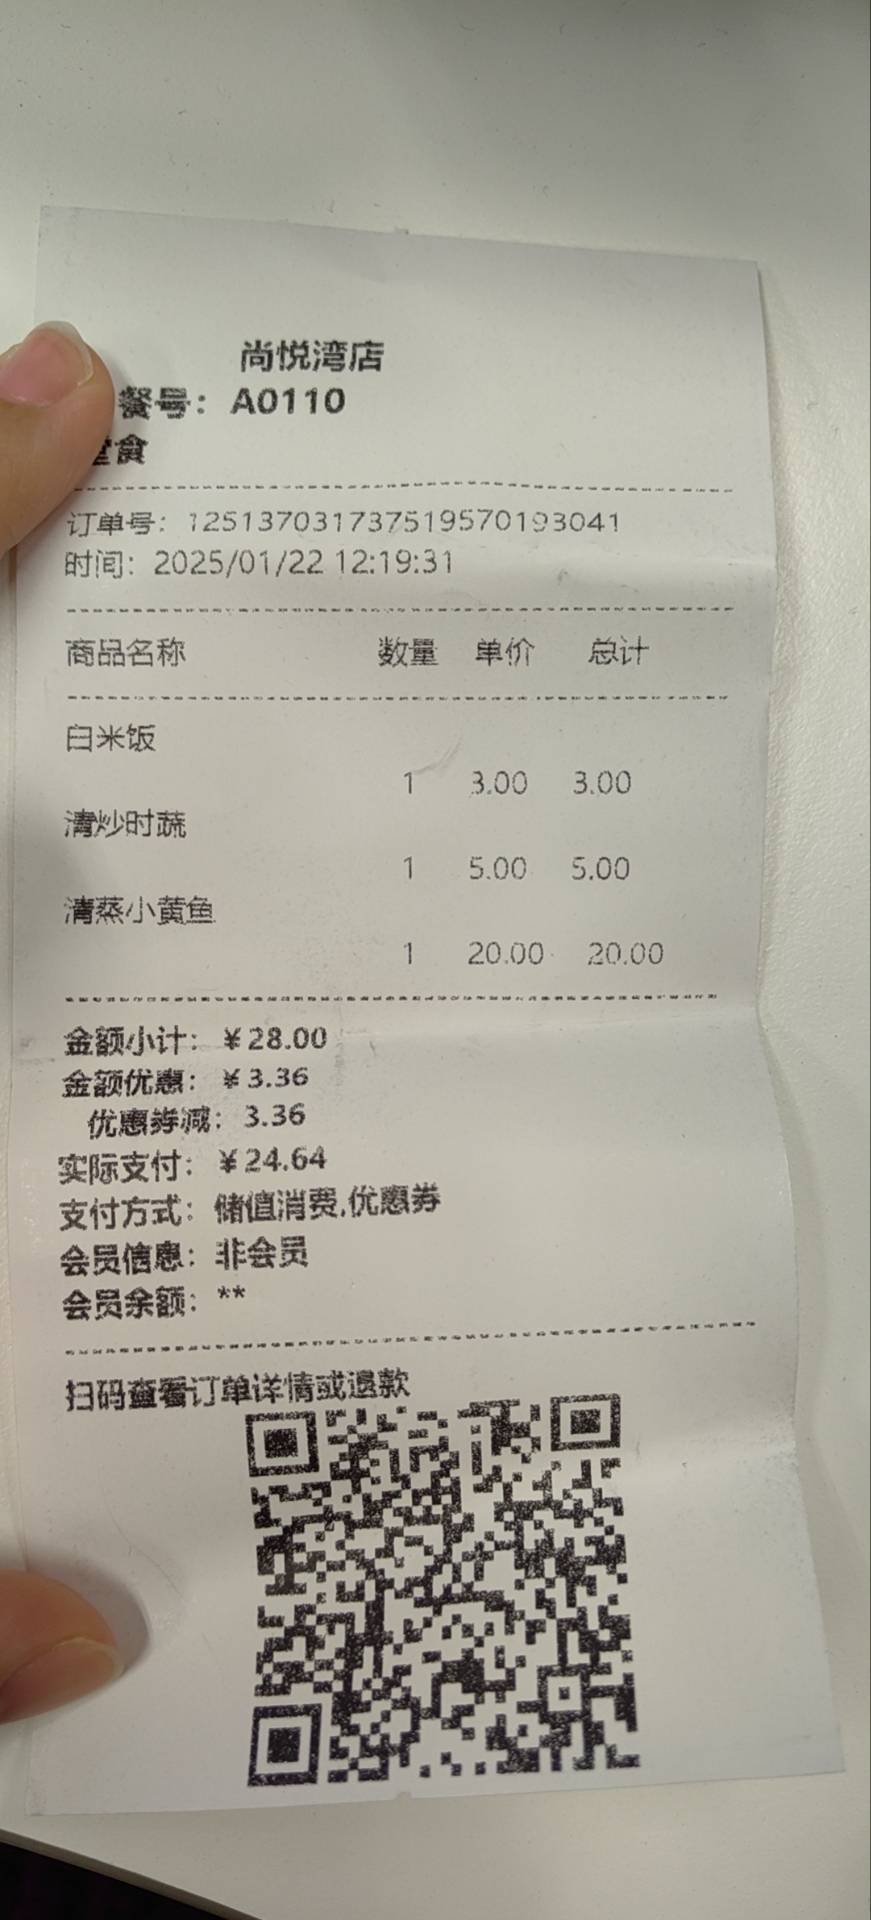 尚悦湾店
餐号：A0110
堂食
订单号：1251370317375195701​93041
时间：2025/01/22 12:19:31
商品名称 数量 单价 总计
白米饭
1 3.00 3.00
清炒时蔬
1 5.00 5.00
清蒸小黄鱼
1 20.00 20.00
金额小计：￥28.00
金额优惠：￥3.36
优惠券减：3.36
实际支付：￥24.64
支付方式：储值消费,优惠券
会员信息：非会员
会员余额：**
扫码查看订单详情或退款